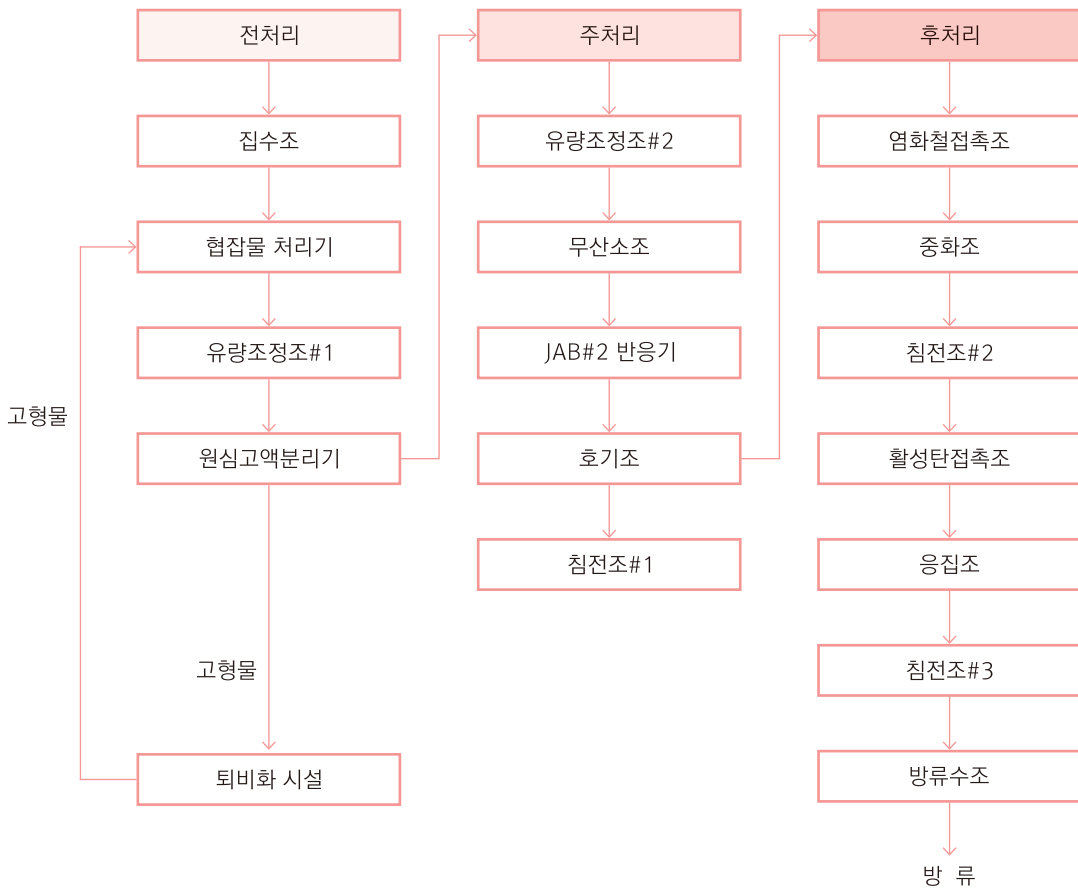 전처리
집수조
협잡물 처리기
유량조정조#1
고형물
원심고액분리기
고형물
퇴비화 시설
주처리
유량조정조#2
무산소조
JAB#2 반응기
호기조
침전조#1
후처리
염화철접촉조
중화조
침전조#2
활성탄접촉조
응집조
침전조#3
방류수조
방 류